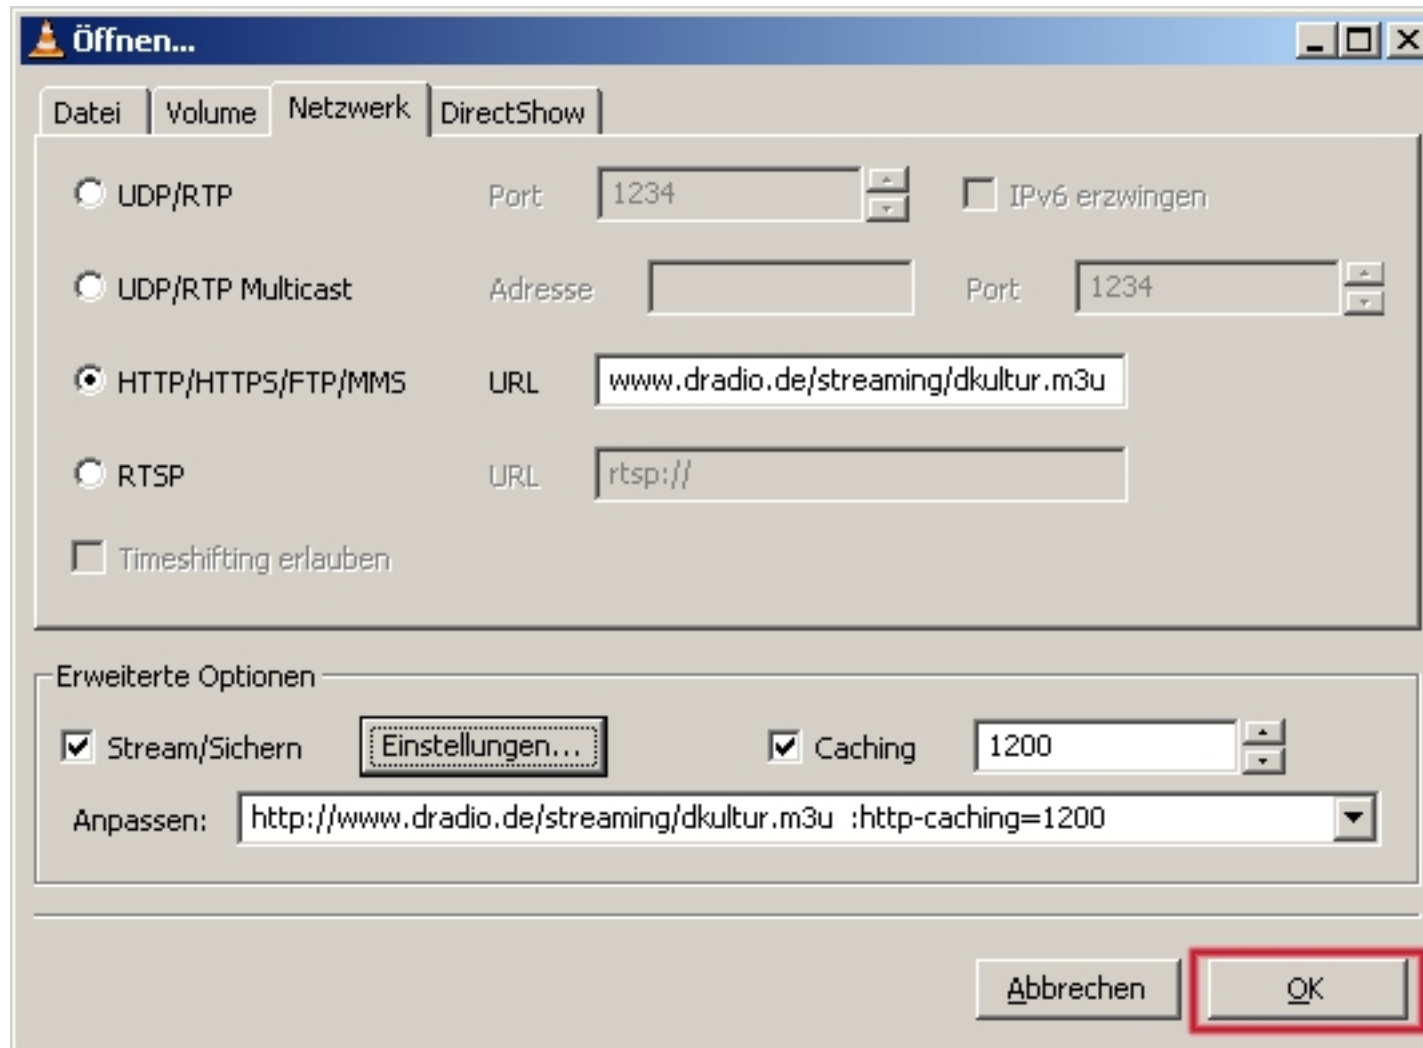 Öffnen...
Datei Volume Netzwerk DirectShow
UDP/RTP Port 1234 IPv6 erzwingen
UDP/RTP Multicast Adresse Port 1234
HTTP/HTTPS/FTP/MMS URL www.dradio.de/streaming/dkultur.m3u
RTSP URL rtsp://
Timeshifting erlauben
Erweiterte Optionen
Stream/Sichern Einstellungen... Caching 1200
Anpassen: http://www.dradio.de/streaming/dkultur.m3u :http-caching=1200
Abbrechen OK